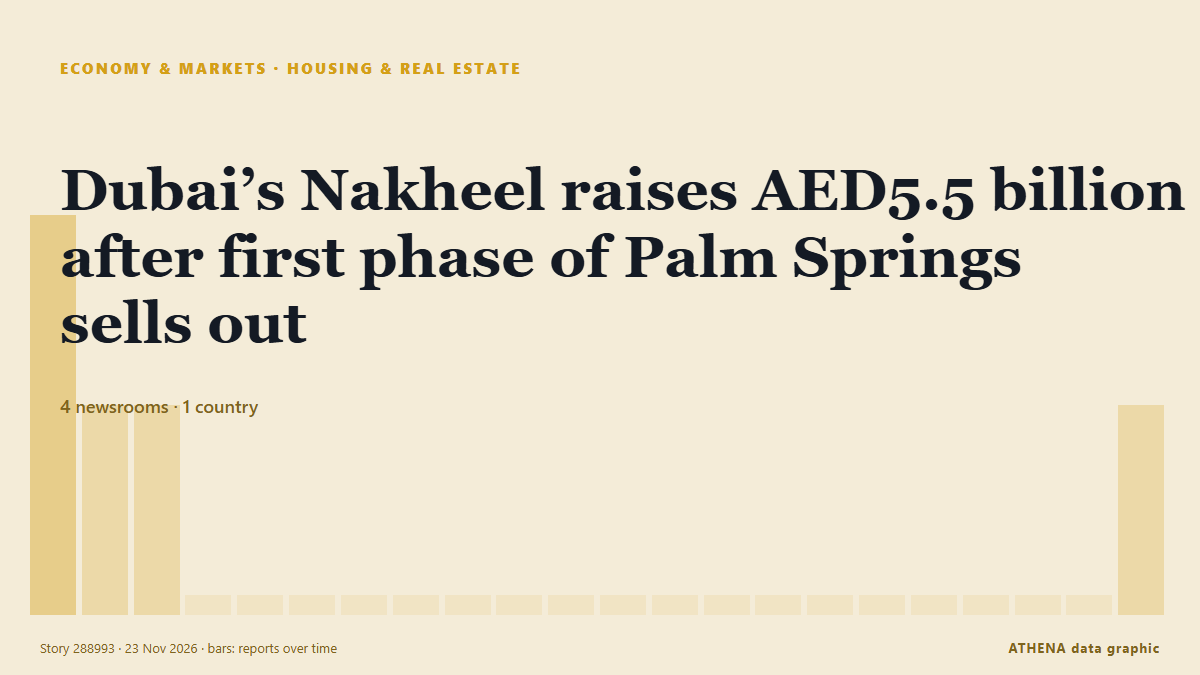 ECONOMY & MARKETS · HOUSING & REAL ESTATE
Dubai’s Nakheel raises AED5.5 billion
after first phase of Palm Springs
sells out
4 newsrooms · 1 country
Story 288993 · 23 Nov 2026 · bars: reports over time
ATHENA data graphic